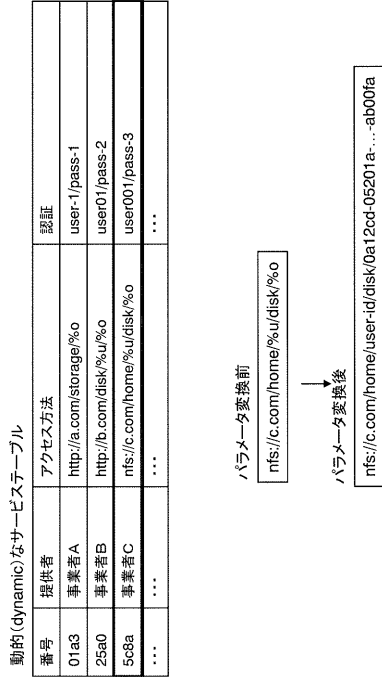 動的(dynamic)なサービステーブル
番号 提供者 アクセス方法 認証
01a3 事業者A http://a.com/storage/%o user-1/pass-1
25a0 事業者B http://b.com/disk/%u/%o user01/pass-2
5c8a 事業者C nfs://c.com/home/%u/disk/%o user001/pass-3
… … … …
パラメータ変換前
nfs://c.com/home/%u/disk/%o
パラメータ変換後
nfs://c.com/home/user-id/disk/0a12cd-05201a-…-ab00fa